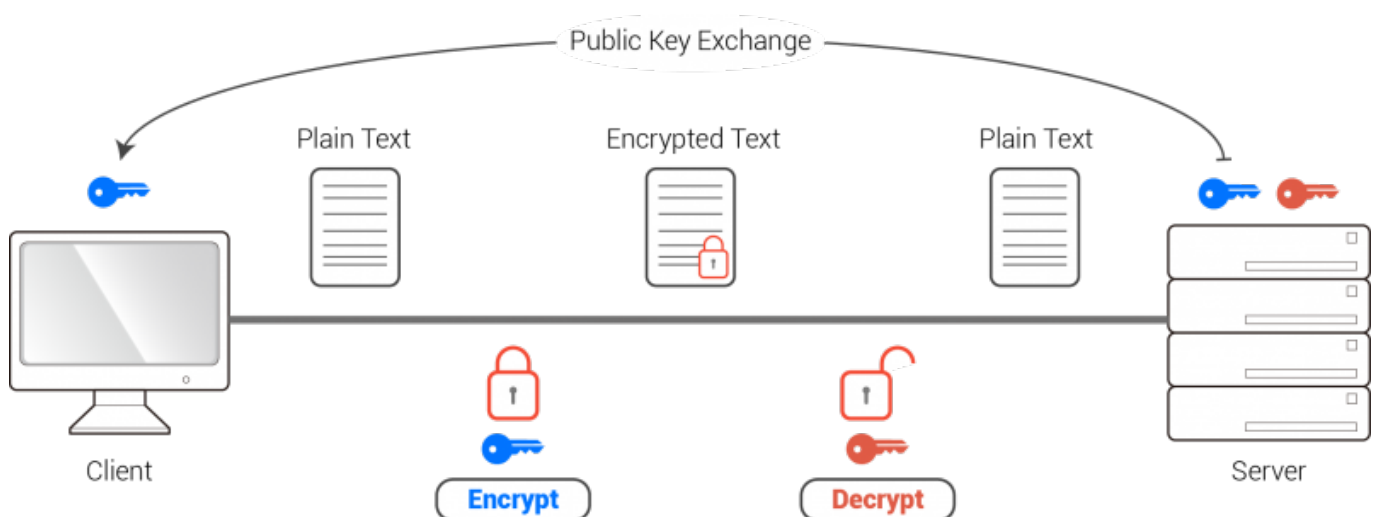 Public Key Exchange
Plain Text
Encrypted Text
Plain Text
Client
Server
Encrypt
Decrypt